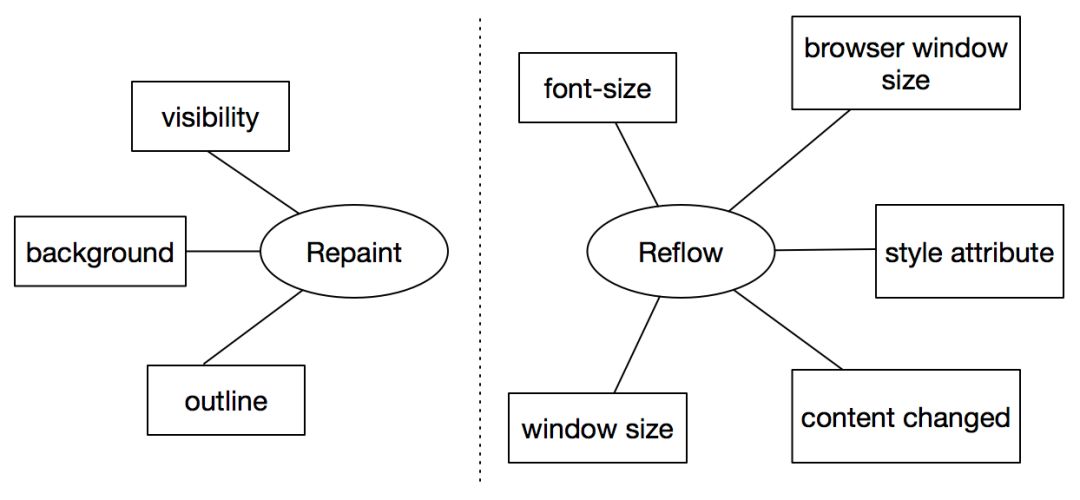 visibility
background
Repaint
outline
font-size
browser window
size
Reflow
style attribute
window size
content changed